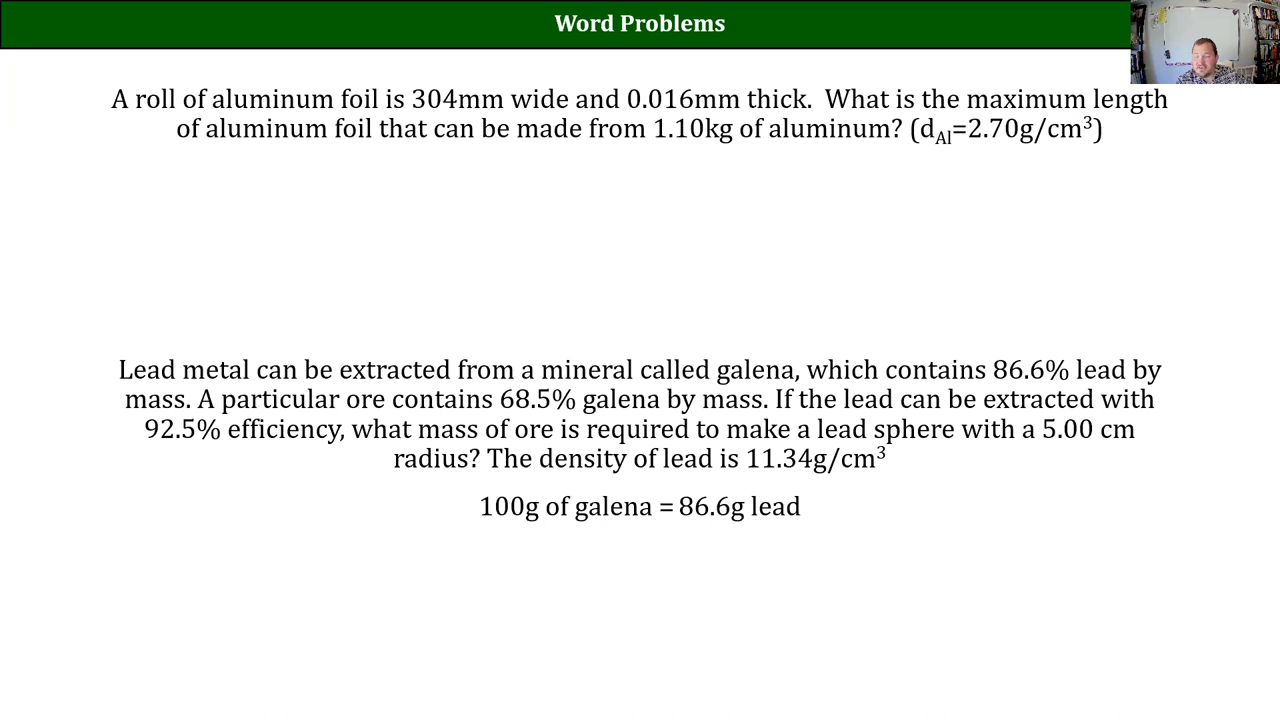 Word Problems
A roll of aluminum foil is 304mm wide and 0.016mm thick.  What is the maximum length
of aluminum foil that can be made from 1.10kg of aluminum? (dAl=2.70g/cm³)
Lead metal can be extracted from a mineral called galena, which contains 86.6% lead by
mass. A particular ore contains 68.5% galena by mass. If the lead can be extracted with
92.5% efficiency, what mass of ore is required to make a lead sphere with a 5.00 cm
radius? The density of lead is 11.34g/cm³
100g of galena = 86.6g lead